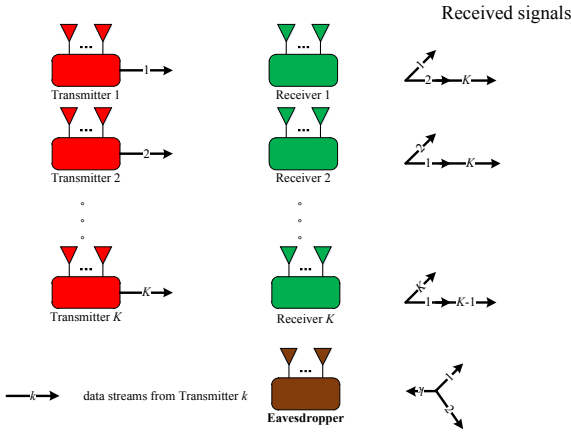 Received signals
... ...
1
Transmitter 1 Receiver 1
1
2 K
... ...
2
Transmitter 2 Receiver 2
2
1 K
... ...
K
Transmitter K Receiver K
K
1 K-1
...
k data streams from Transmitter k
Eavesdropper
1
2